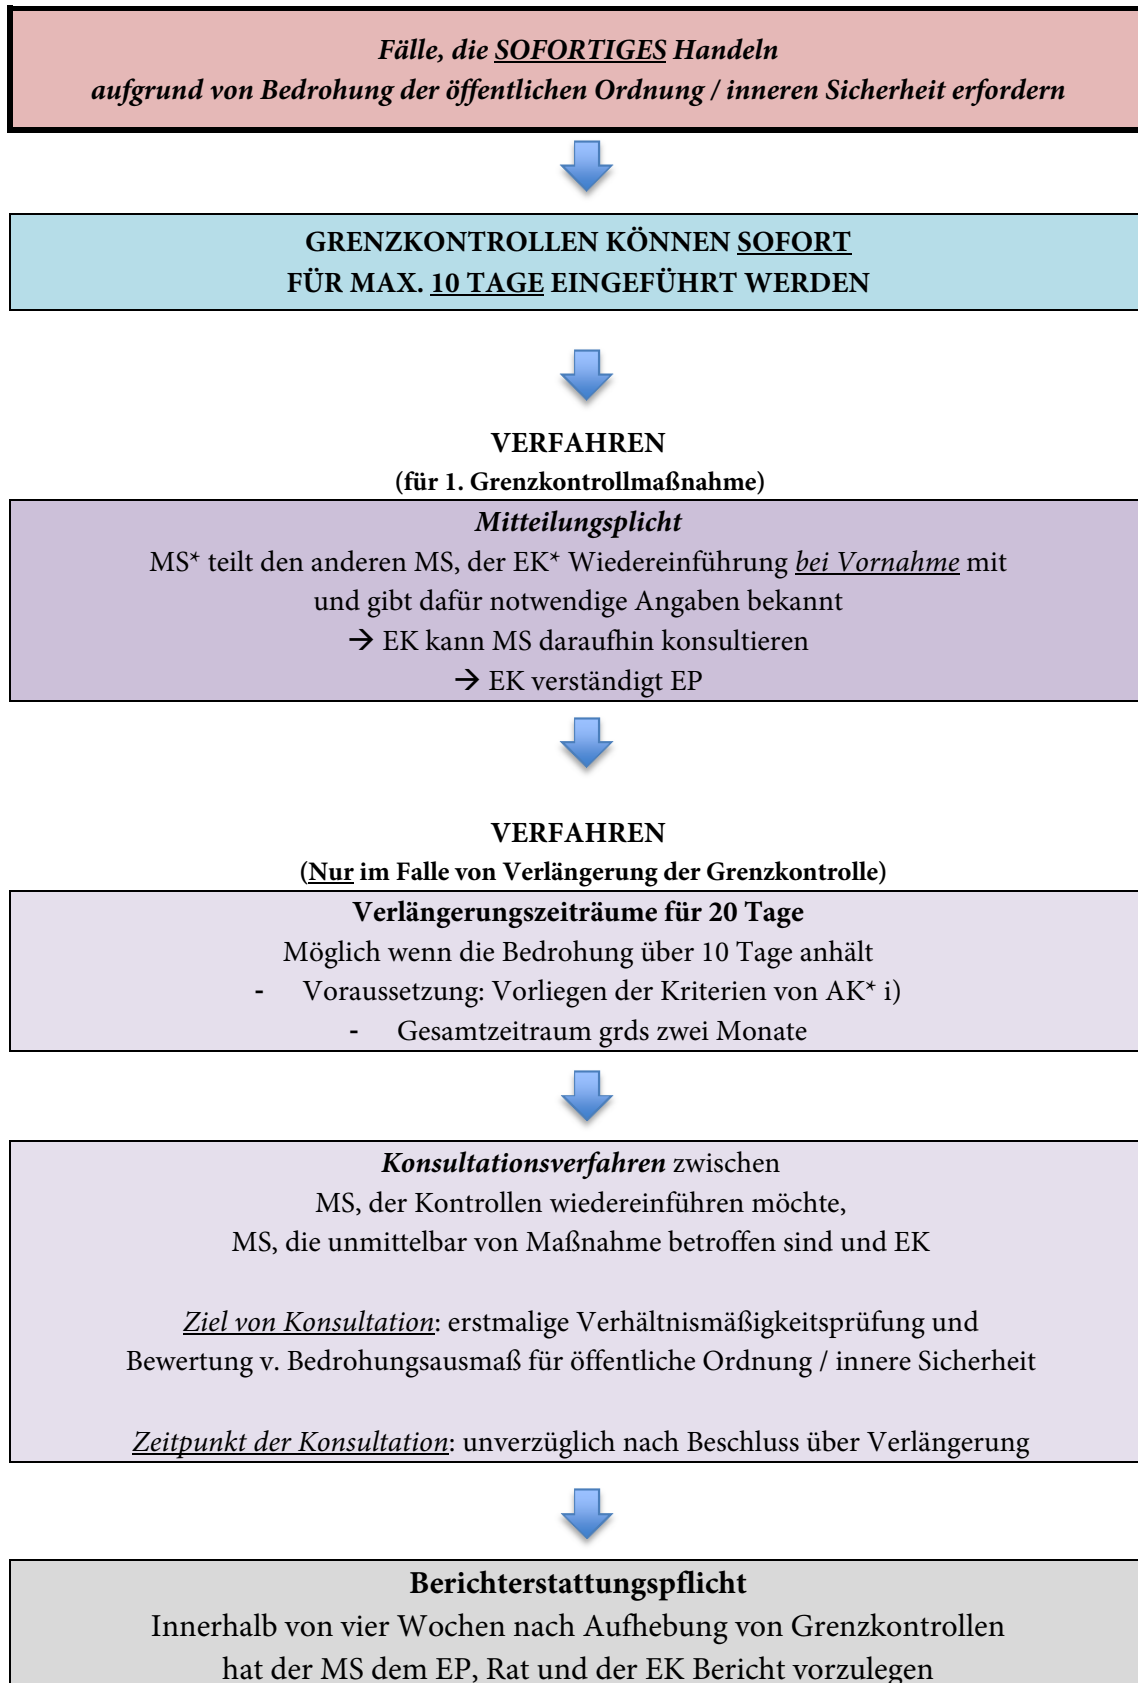 Fälle, die SOFORTIGES Handeln
aufgrund von Bedrohung der öffentlichen Ordnung / inneren Sicherheit erfordern
GRENZKONTROLLEN KÖNNEN SOFORT
FÜR MAX. 10 TAGE EINGEFÜHRT WERDEN
VERFAHREN
(für 1. Grenzkontrollmaßnahme)
Mitteilungsplicht
MS* teilt den anderen MS, der EK* Wiedereinführung bei Vornahme mit
und gibt dafür notwendige Angaben bekannt
→ EK kann MS daraufhin konsultieren
→ EK verständigt EP
VERFAHREN
(Nur im Falle von Verlängerung der Grenzkontrolle)
Verlängerungszeiträume für 20 Tage
Möglich wenn die Bedrohung über 10 Tage anhält
- Voraussetzung: Vorliegen der Kriterien von AK* i)
- Gesamtzeitraum grds zwei Monate
Konsultationsverfahren zwischen
MS, der Kontrollen wiedereinführen möchte,
MS, die unmittelbar von Maßnahme betroffen sind und EK
Ziel von Konsultation: erstmalige Verhältnismäßigkeitsprüfung und
Bewertung v. Bedrohungsausmaß für öffentliche Ordnung / innere Sicherheit
Zeitpunkt der Konsultation: unverzüglich nach Beschluss über Verlängerung
Berichterstattungspflicht
Innerhalb von vier Wochen nach Aufhebung von Grenzkontrollen
hat der MS dem EP, Rat und der EK Bericht vorzulegen